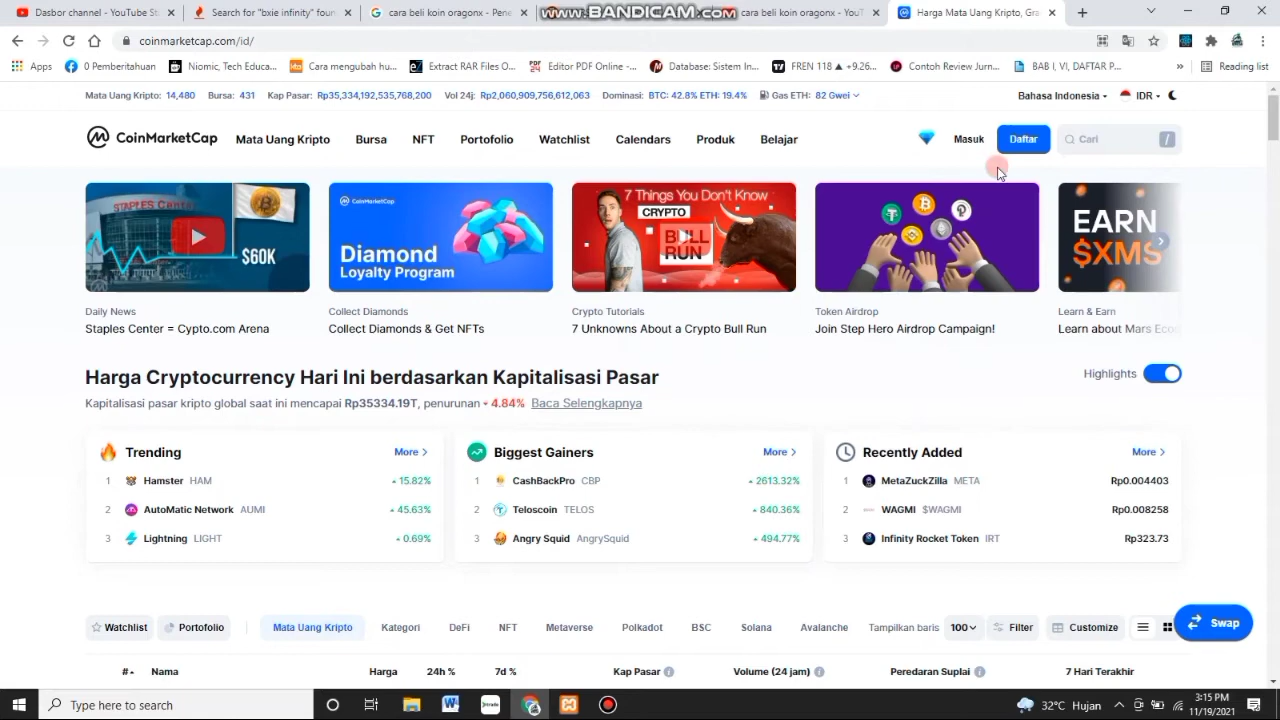 Dasbor channel - YouTube St
Search for "bxie infinity" foun
cara beli koin oragonx - Pene
www.BANDICAM.com
cara beli koin oragonx - YouT
Harga Mata Uang Kripto, Gra
coinmarketcap.com/id/
Apps
0 Pemberitahuan
Niomic, Tech Educa...
Cara mengubah hu...
Extract RAR Files O...
Editor PDF Online -...
Database: Sistem In...
FREN 118 ▲ +9.26...
Contoh Review Jurn...
BAB I, VI, DAFTAR P...
»
Reading list
Mata Uang Kripto: 14,480
Bursa: 431
Kap Pasar: Rp35,334,192,535,768,200
Vol 24j: Rp2,060,909,756,612,063
Dominasi: BTC: 42.8% ETH: 19.4%
Gas ETH: 82 Gwei
Bahasa Indonesia
IDR
CoinMarketCap
Mata Uang Kripto
Bursa
NFT
Portofolio
Watchlist
Calendars
Produk
Belajar
Masuk
Daftar
Cari
/
STAPLES Center
$60K
CoinMarketCap
Diamond
Loyalty Program
7 Things You Don't Know
CRYPTO
BULL
RUN
EARN
$XMS
Daily News
Staples Center = Cypto.com Arena
Collect Diamonds
Collect Diamonds & Get NFTs
Crypto Tutorials
7 Unknowns About a Crypto Bull Run
Token Airdrop
Join Step Hero Airdrop Campaign!
Learn & Earn
Learn about Mars Eco
Harga Cryptocurrency Hari Ini berdasarkan Kapitalisasi Pasar
Highlights
Kapitalisasi pasar kripto global saat ini mencapai Rp35334.19T, penurunan 4.84% Baca Selengkapnya
Trending
More
1 Hamster HAM 15.82%
2 AutoMatic Network AUMI 45.63%
3 Lightning LIGHT 0.69%
Biggest Gainers
More
1 CashBackPro CBP 2613.32%
2 Teloscoin TELOS 840.36%
3 Angry Squid AngrySquid 494.77%
Recently Added
More
1 MetaZuckZilla META Rp0.004403
2 WAGMI $WAGMI Rp0.008258
3 Infinity Rocket Token IRT Rp323.73
Watchlist
Portofolio
Mata Uang Kripto
Kategori
DeFi
NFT
Metaverse
Polkadot
BSC
Solana
Avalanche
Tampilkan baris
100
Filter
Customize
Swap
#
Nama
Harga
24h %
7d %
Kap Pasar
Volume (24 jam)
Peredaran Suplai
7 Hari Terakhir
Type here to search
32°C Hujan
3:15 PM
11/19/2021